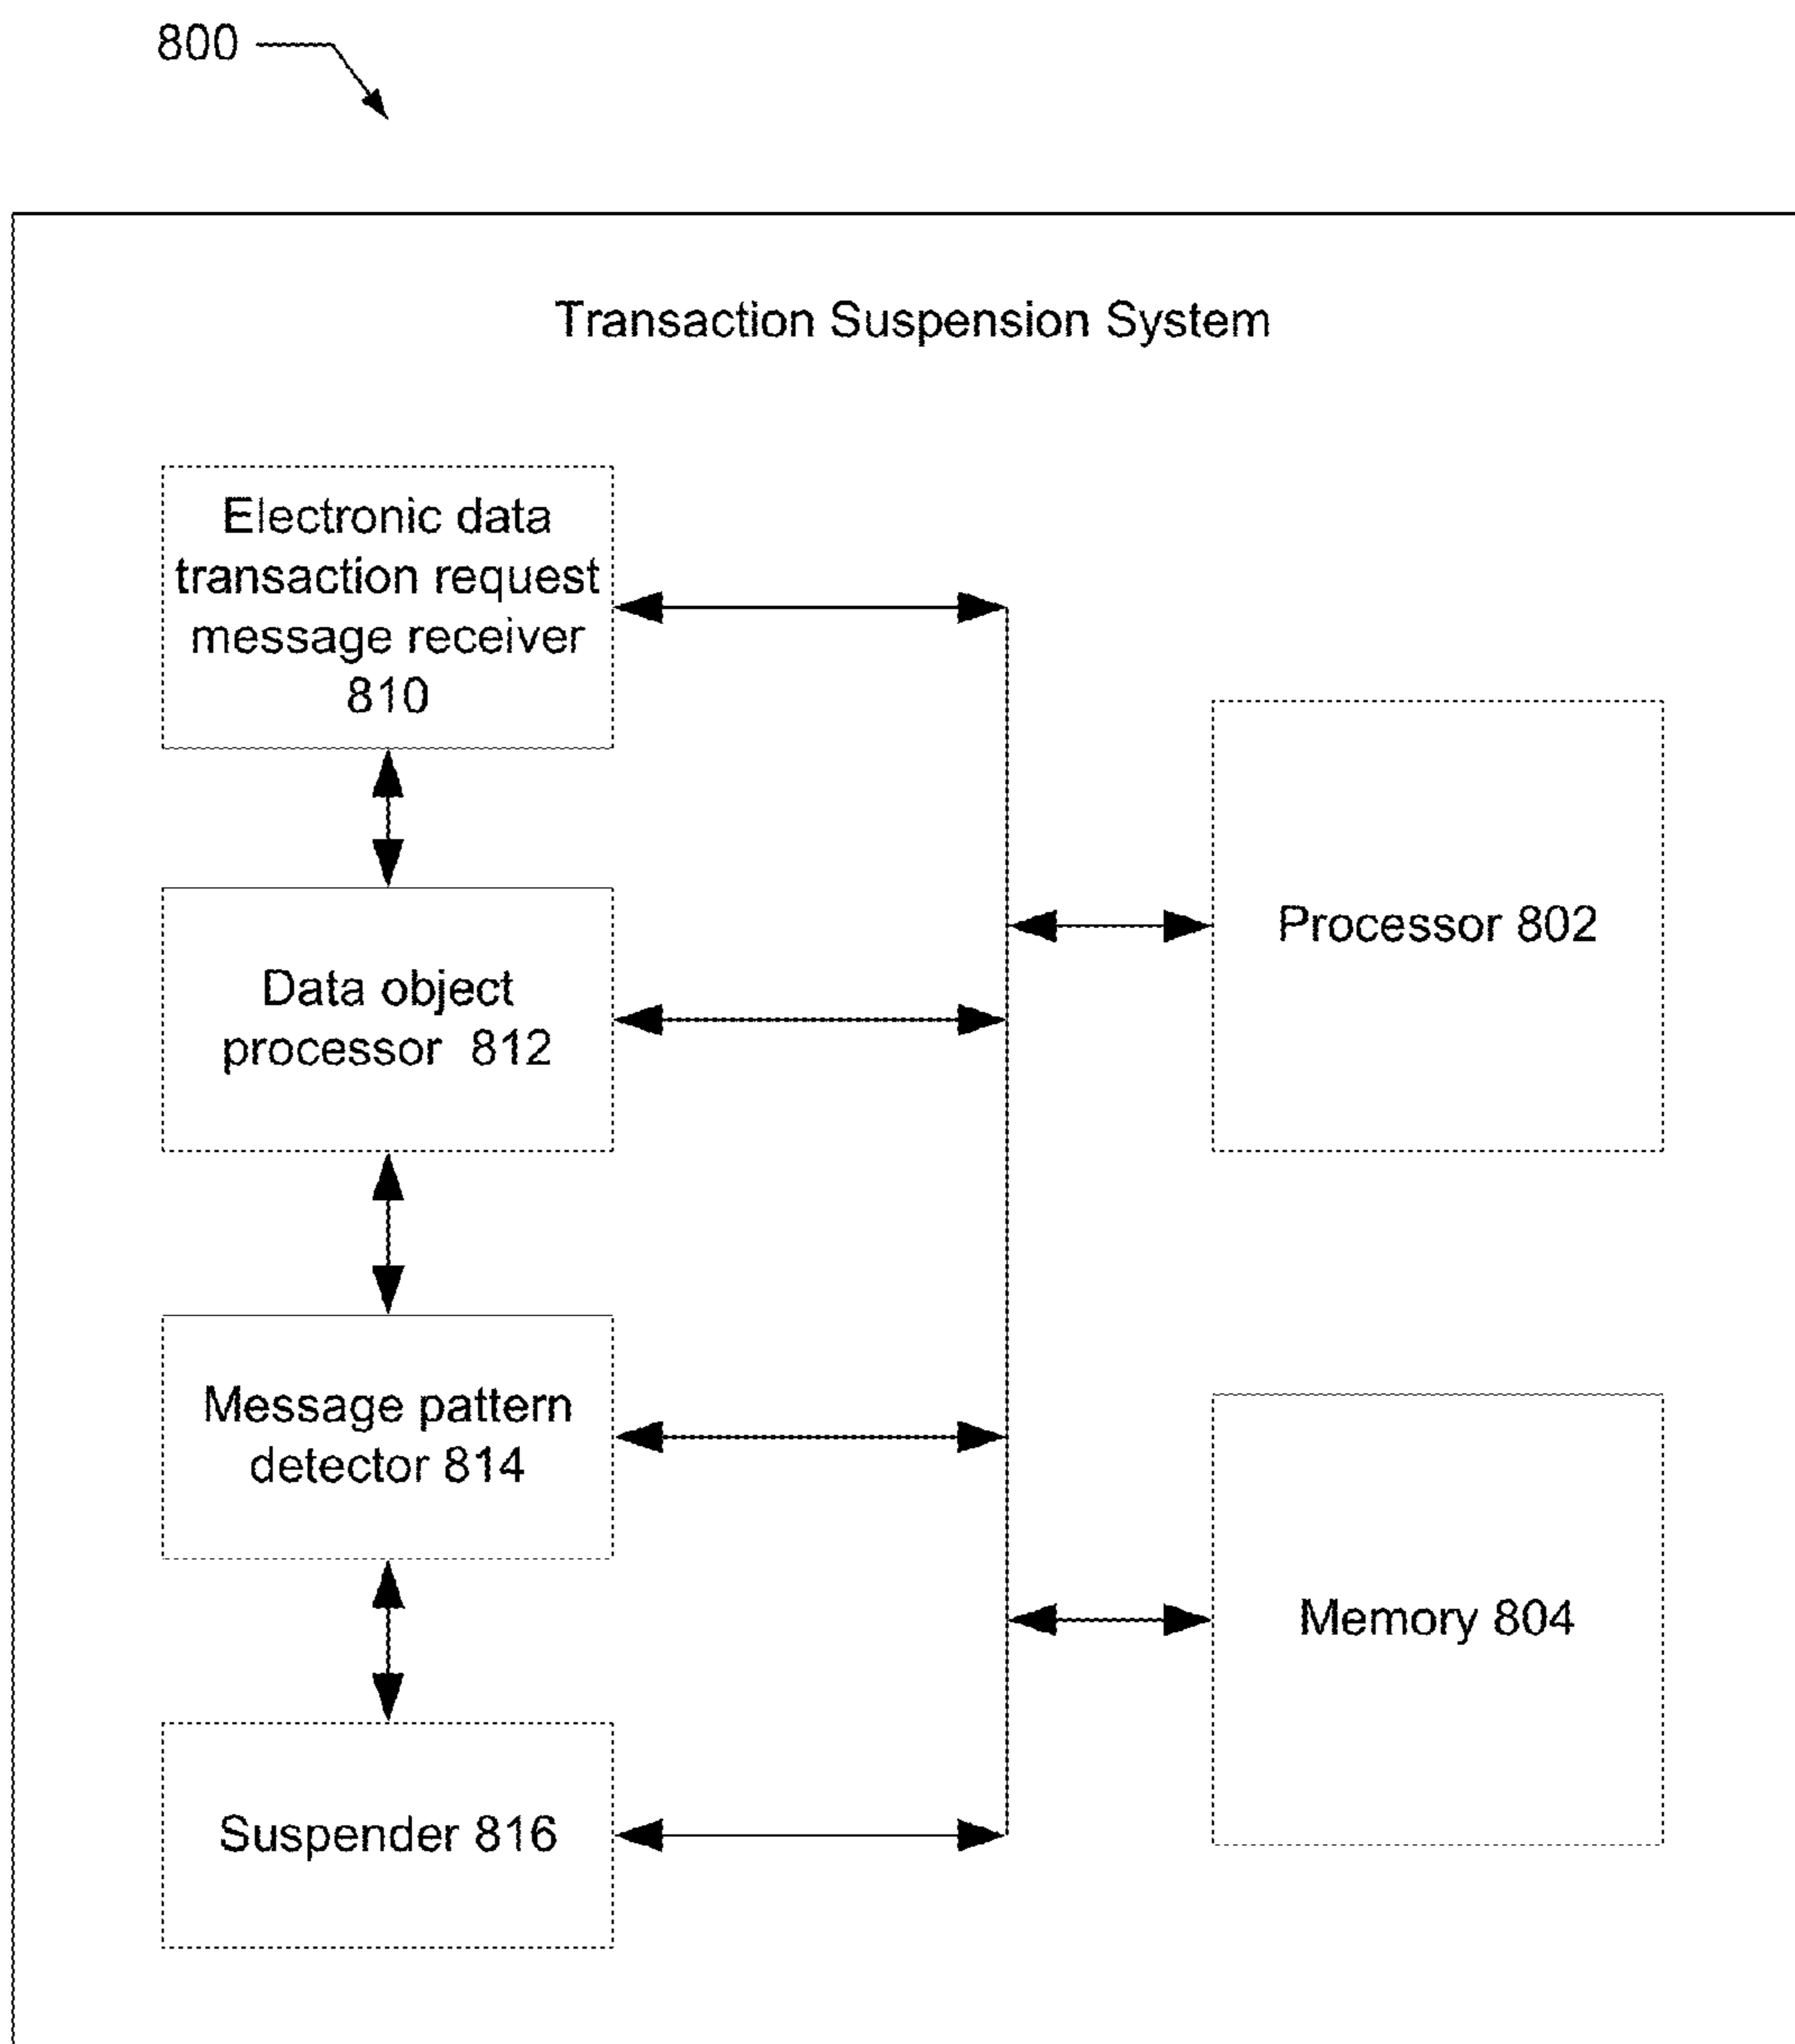 800
Transaction Suspension System
Electronic data
transaction request
message receiver
810
Processor 802
Data object
processor 812
Message pattern
detector 814
Memory 804
Suspender 816